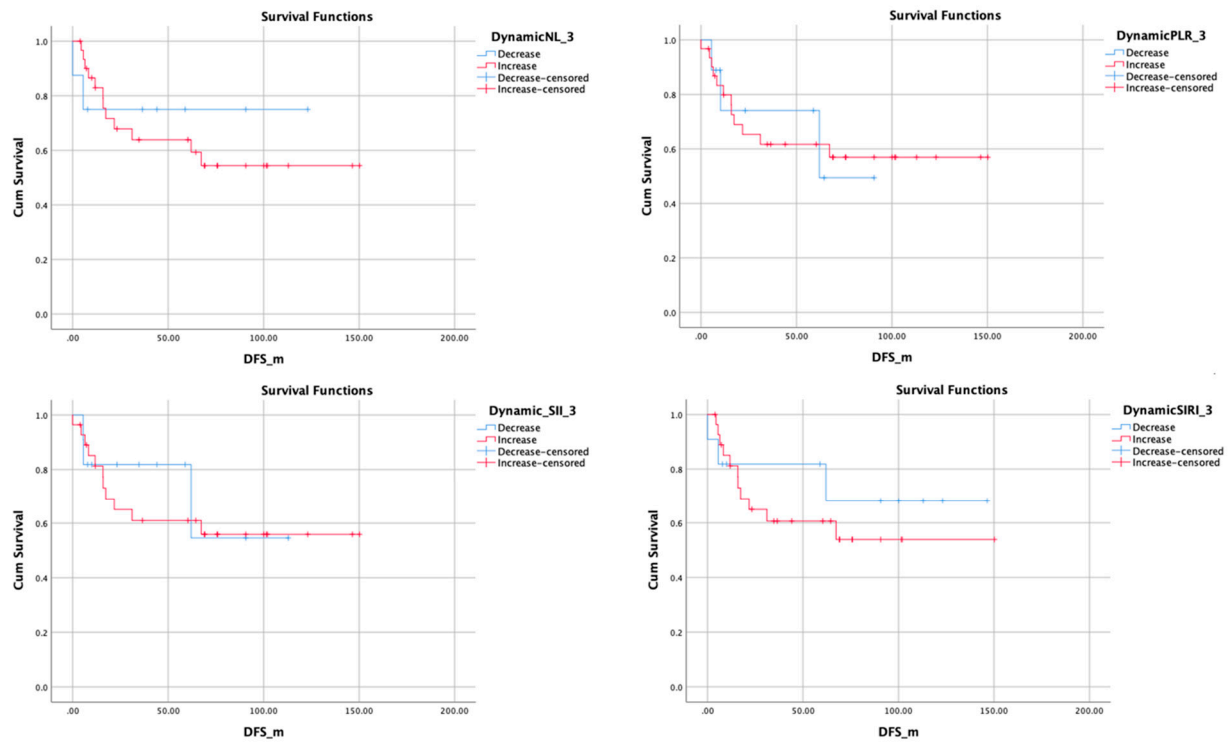 Survival Functions
DynamicNL_3
Decrease
Increase
Decrease-censored
Increase-censored
Cum Survival
1.0
0.8
0.6
0.4
0.2
0.0
.00 50.00 100.00 150.00 200.00
DFS_m
Survival Functions
DynamicPLR_3
Decrease
Increase
Decrease-censored
Increase-censored
Cum Survival
1.0
0.8
0.6
0.4
0.2
0.0
.00 50.00 100.00 150.00 200.00
DFS_m
Survival Functions
Dynamic_SII_3
Decrease
Increase
Decrease-censored
Increase-censored
Cum Survival
1.0
0.8
0.6
0.4
0.2
0.0
.00 50.00 100.00 150.00 200.00
DFS_m
Survival Functions
DynamicSIRI_3
Decrease
Increase
Decrease-censored
Increase-censored
Cum Survival
1.0
0.8
0.6
0.4
0.2
0.0
.00 50.00 100.00 150.00 200.00
DFS_m